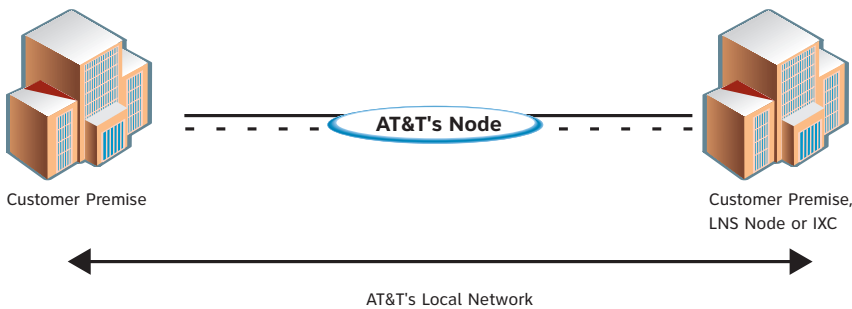 AT&T's Node
Customer Premise
Customer Premise,
LNS Node or IXC
AT&T's Local Network